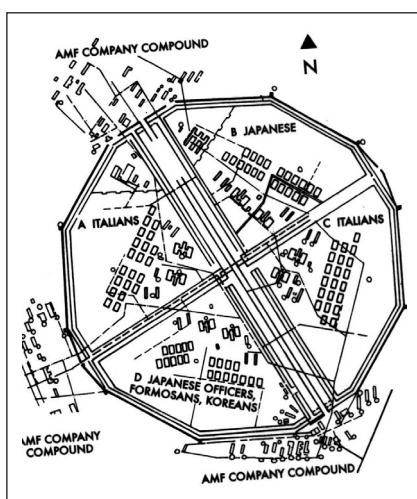 AMF COMPANY COMPOUND
N
B JAPANESE
A ITALIANS
C ITALIANS
D JAPANESE OFFICERS,
FORMOSANS, KOREANS
AMF COMPANY
COMPOUND
AMF COMPANY COMPOUND